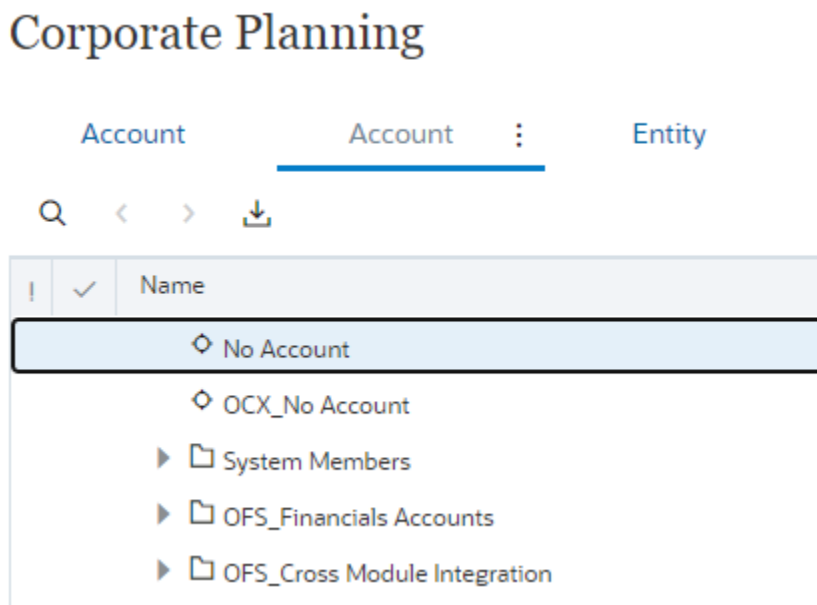 Corporate Planning
Account Account Entity
! Name
No Account
OCX_No Account
System Members
OFS_Financials Accounts
OFS_Cross Module Integration